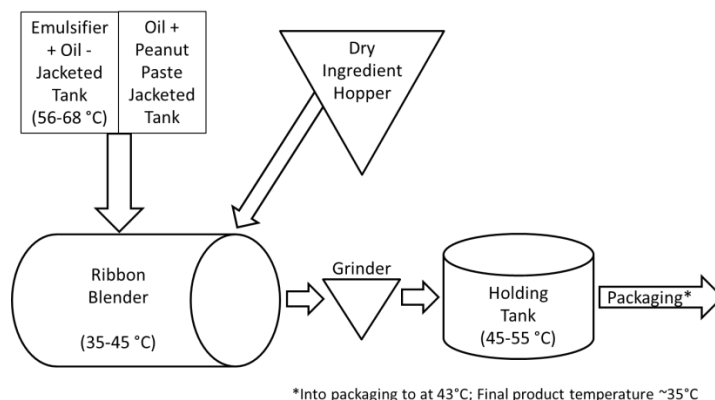 Emulsifier
+ Oil -
Jacketed
Tank
(56-68 °C)
Oil +
Peanut
Paste
Jacketed
Tank
Dry
Ingredient
Hopper
Ribbon
Blender
(35-45 °C)
Grinder
Holding
Tank
(45-55 °C)
Packaging*
*Into packaging to at 43°C; Final product temperature ~35°C